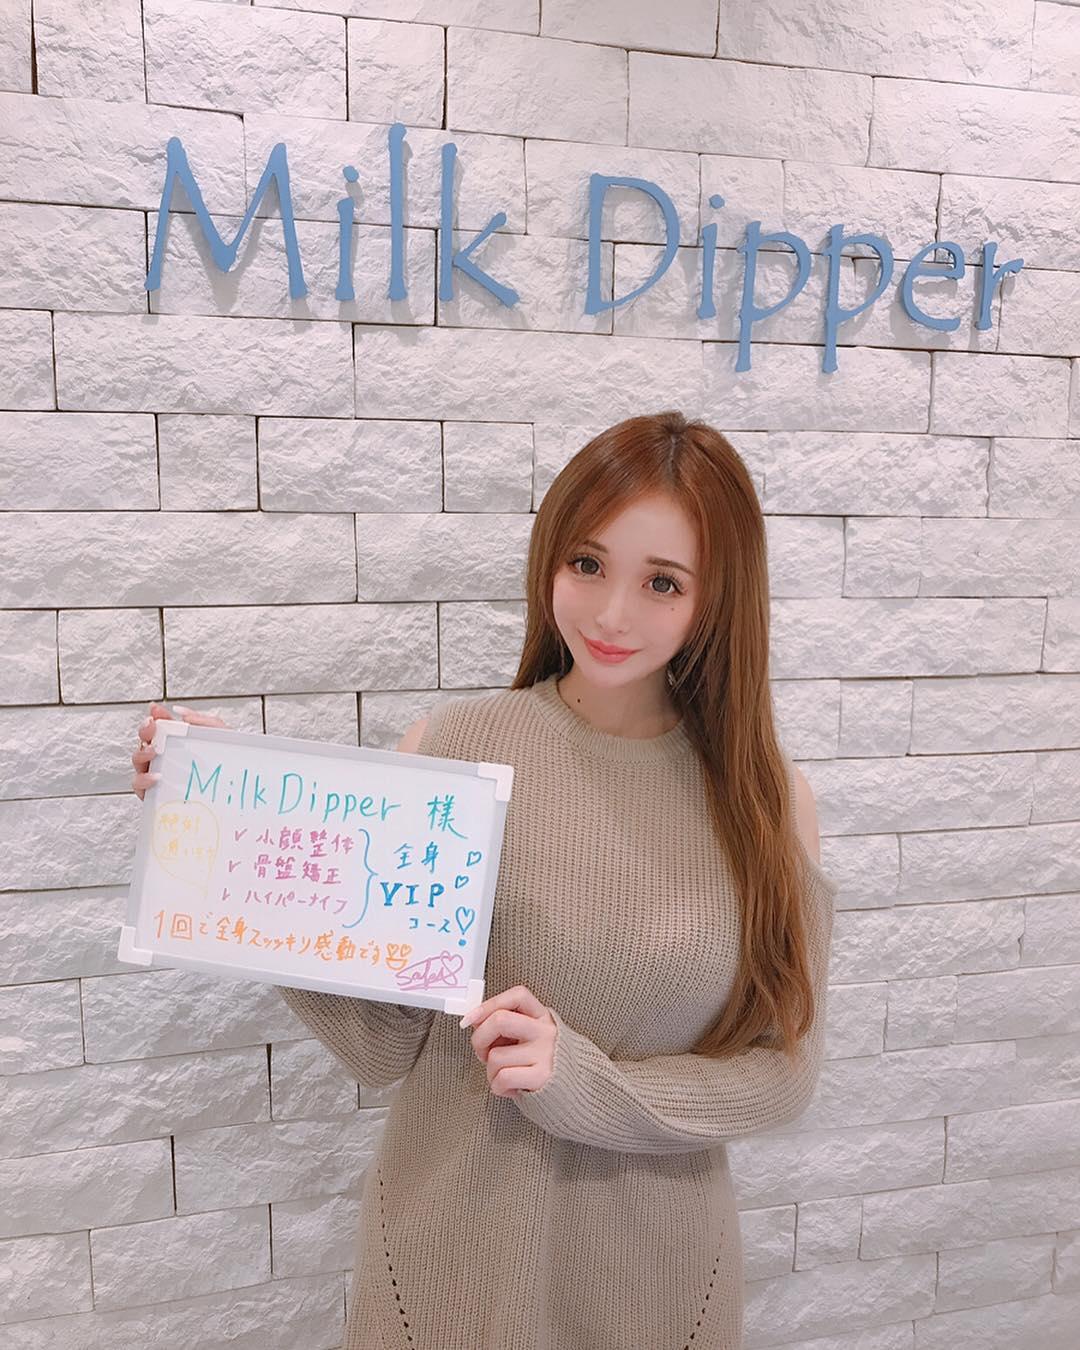 Milk Dipper
Milk Dipper 様
絶対
通います
✓ 小顔整体
✓ 骨盤矯正
✓ ハイパーナイフ
全身♡
VIP♡
コース♡
1回で全身スッキリ感動です